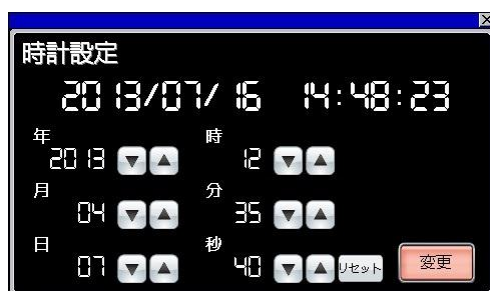 時計設定
2013/07/16 14:48:23
年 時
2013 12
月 分
04 35
日 秒
07 40 リセット 変更